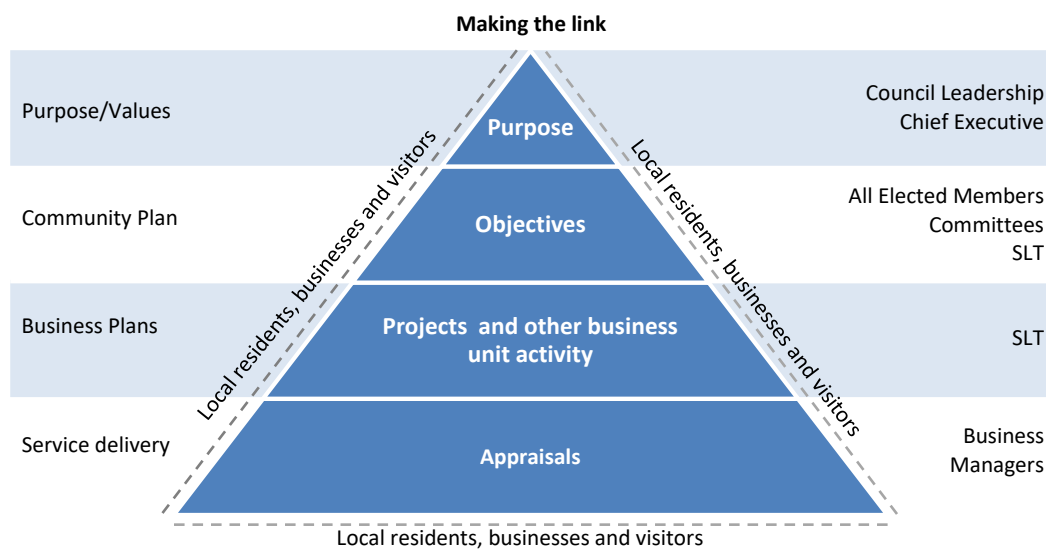 Making the link
Purpose/Values
Purpose
Council Leadership
Chief Executive
Community Plan
Objectives
All Elected Members
Committees
SLT
Business Plans
Projects and other business
unit activity
SLT
Service delivery
Appraisals
Business
Managers
Local residents, businesses and visitors
Local residents, businesses and visitors
Local residents, businesses and visitors